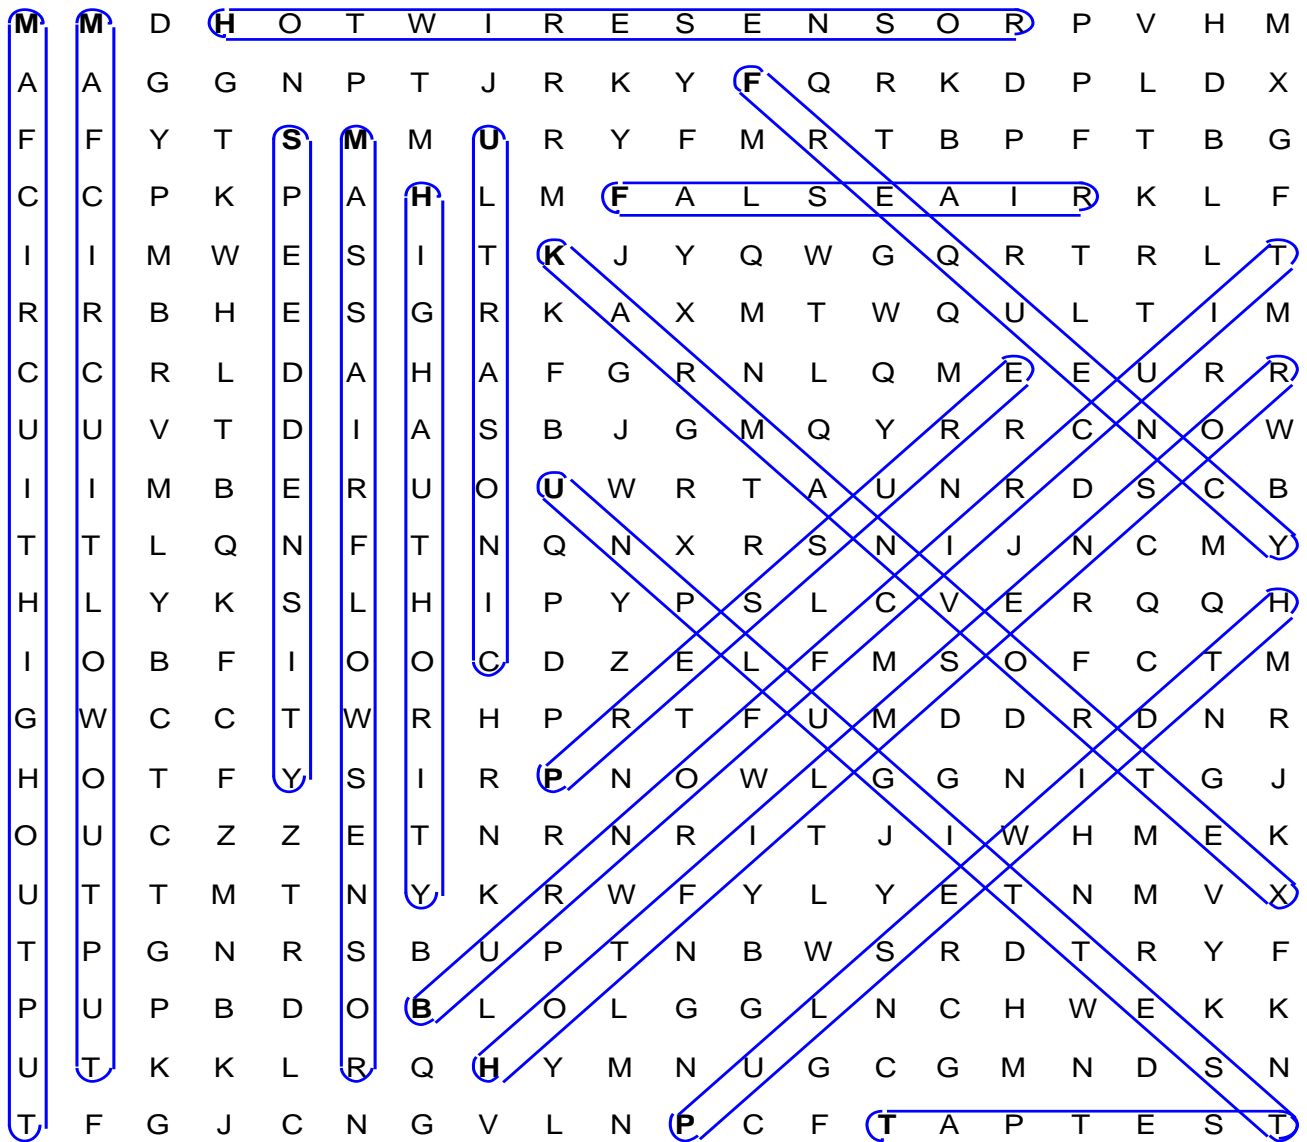 M M D H O T W I R E S E N S O R P V H M
A A G G N P T J R K Y F Q R K D P L D X
F F Y T S M M U R Y F M R T B P F T B G
C C P K P A H L M F A L S E A I R K L F
I I M W E S I T K J Y Q W G Q R T R L T
R R B H E S G R K A X M T W Q U L T I M
C C R L D A H A F G R N L Q M E E U R R
U U V T D I A S B J G M Q Y R R C N O W
I I M B E R U O U W R T A U N R D S C B
T T L Q N F T N Q N X R S N I J N C M Y
H L Y K S L H I P Y P S L C V E R Q Q H
I O B F I O O C D Z E L F M S O F C T M
G W C C T W R H P R T F U M D D R D N R
H O T F Y S I R P N O W L G G N I T G J
O U C Z Z E T N R N R I T J I W H M E K
U T T M T N Y K R W F Y L Y E T N M V X
T P G N R S B U P T N B W S R D T R Y F
P U P B D O B L O L G G L N C H W E K K
U T K K L R Q H Y M N U G C G M N D S N
T F G J C N G V L N P C F T A P T E S T